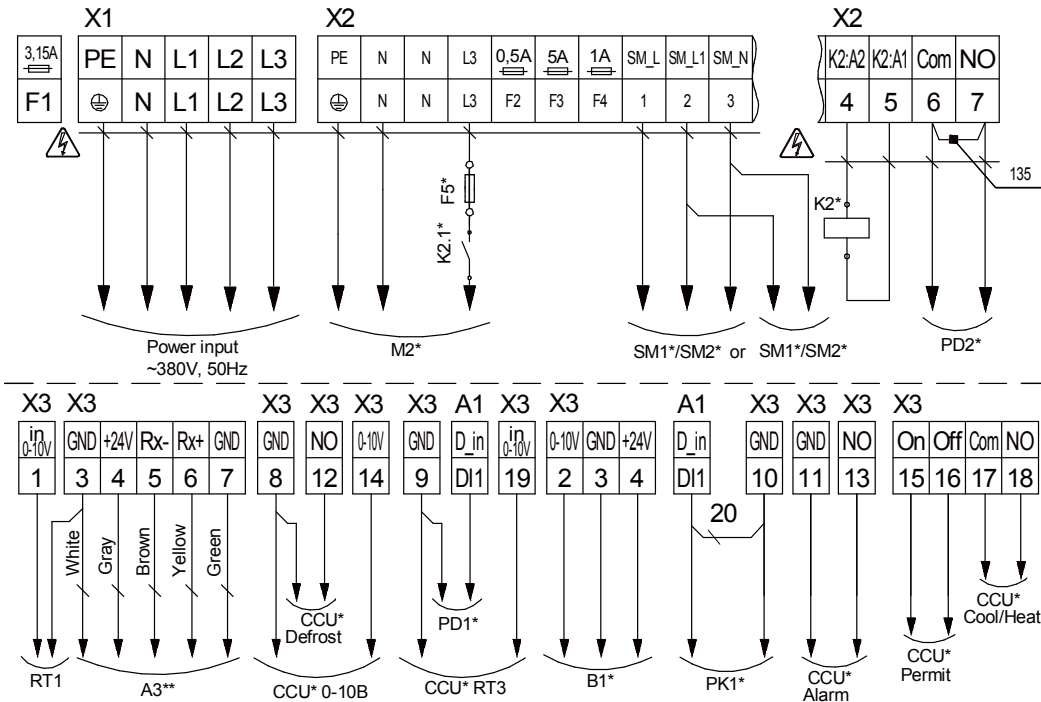 X1 X2 X2
3,15A PE N L1 L2 L3 PE N N L3 0,5A 5A 1A SM_L SM_L1 SM_N K2:A2 K2:A1 Com NO
F1 N L1 L2 L3 N N L3 F2 F3 F4 1 2 3 4 5 6 7
135
F5*
K2*
K2.1*
Power input
~380V, 50Hz
M2*
SM1*/SM2* or SM1*/SM2*
PD2*
X3 X3 X3 X3 X3 X3 A1 X3 X3 A1 X3 X3 X3 X3
in 0-10V GND +24V Rx- Rx+ GND GND NO 0-10V GND D_in in 0-10V 0-10V GND +24V D_in GND GND NO On Off Com NO
1 3 4 5 6 7 8 12 14 9 DI1 19 2 3 4 DI1 10 11 13 15 16 17 18
20
White
Gray
Brown
Yellow
Green
CCU*
Defrost
PD1*
CCU*
Cool/Heat
RT1
A3**
CCU* 0-10B
CCU* RT3
B1*
PK1*
CCU*
Alarm
CCU*
Permit